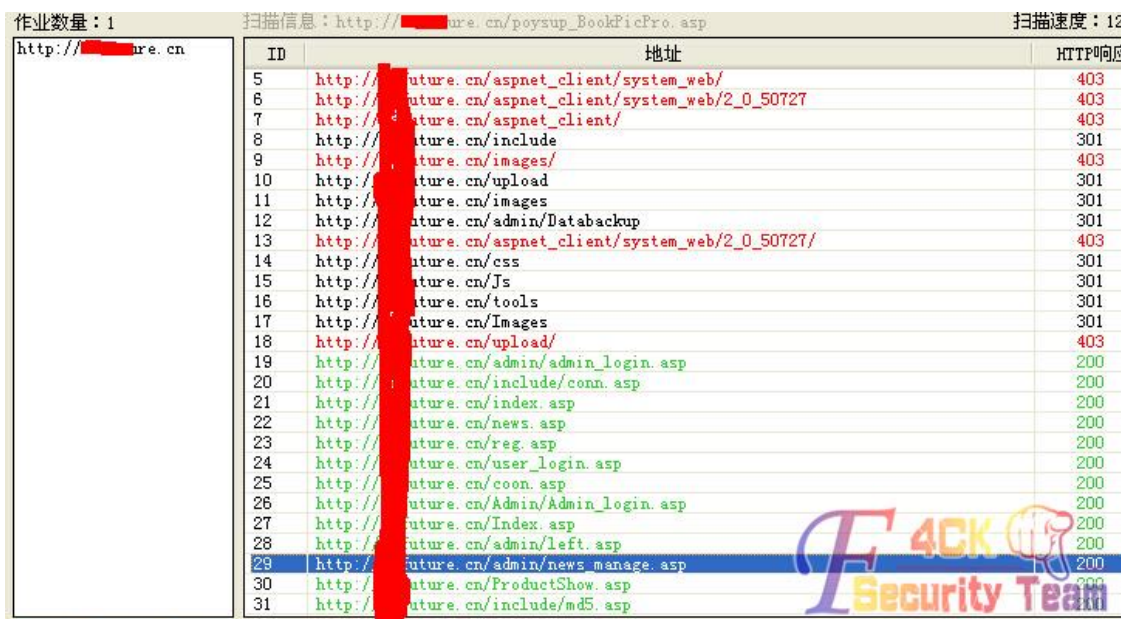 作业数量：1 扫描信息：http:// ure.cn/poysup_BookPicPro.asp 扫描速度：12
http:// ure.cn
ID 地址 HTTP响应
5 http:// uture.cn/aspnet_client/system_web/ 403
6 http:// uture.cn/aspnet_client/system_web/2_0_50727 403
7 http:// uture.cn/aspnet_client/ 403
8 http:// uture.cn/include 301
9 http:// uture.cn/images/ 403
10 http:/ uture.cn/upload 301
11 http:/ uture.cn/images 301
12 http:// uture.cn/admin/Databackup 301
13 http:// uture.cn/aspnet_client/system_web/2_0_50727/ 403
14 http:// uture.cn/css 301
15 http:// uture.cn/Js 301
16 http:// uture.cn/tools 301
17 http:// uture.cn/Images 301
18 http:// uture.cn/upload/ 403
19 http:// uture.cn/admin/admin_login.asp 200
20 http:// uture.cn/include/conn.asp 200
21 http:// uture.cn/index.asp 200
22 http:// uture.cn/news.asp 200
23 http:// uture.cn/reg.asp 200
24 http:// uture.cn/user_login.asp 200
25 http:// uture.cn/coon.asp 200
26 http:// uture.cn/Admin/Admin_login.asp 200
27 http:// uture.cn/Index.asp 200
28 http:// uture.cn/admin/left.asp 200
29 http:// uture.cn/admin/news_manage.asp 200
30 http:/ uture.cn/ProductShow.asp 200
31 http:/ uture.cn/include/md5.asp 200
F4CK
Security Team